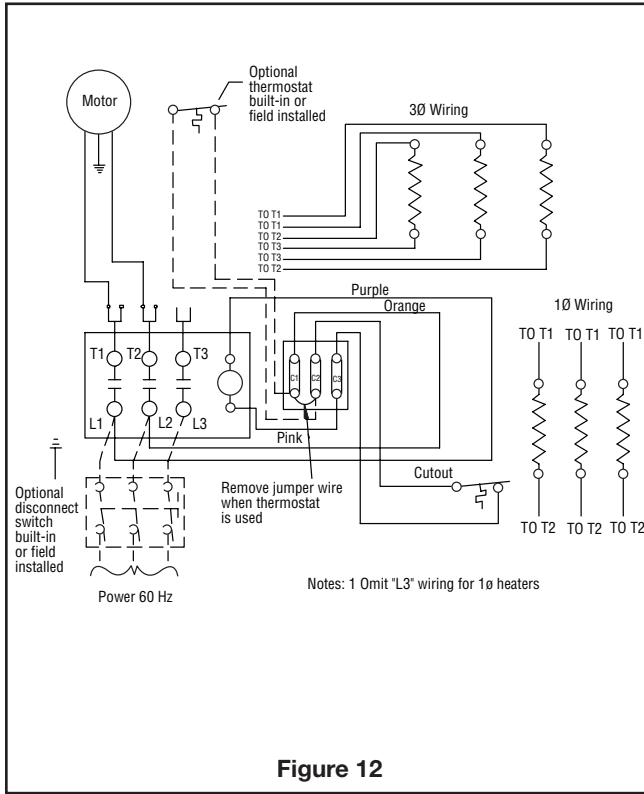 Motor
Optional
thermostat
built-in or
field installed
3Ø Wiring
TO T1
TO T1
TO T2
TO T3
TO T3
TO T2
Purple
Orange
T1
T2
T3
C1
C2
C3
L1
L2
L3
Pink
1Ø Wiring
TO T1
TO T1
TO T1
TO T2
TO T2
TO T2
Cutout
Optional
disconnect
switch
built-in
or field
installed
Remove jumper wire
when thermostat
is used
Power 60 Hz
Notes: 1 Omit "L3" wiring for 1ø heaters
Figure 12